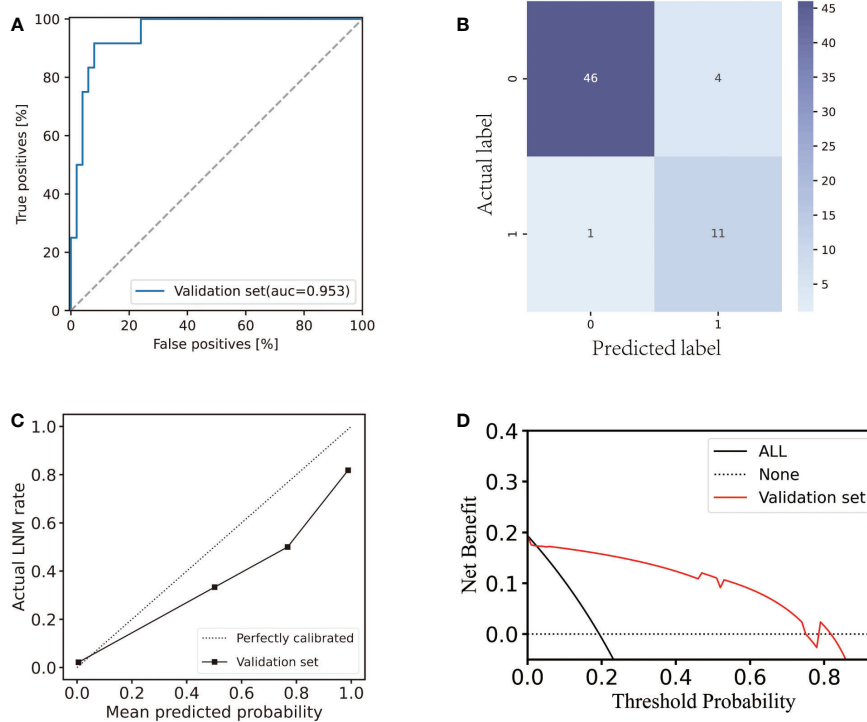 A
100
80
60
40
20
0
True positives [%]
Validation set(auc=0.953)
0 20 40 60 80 100
False positives [%]
B
0
1
Actual label
46 4
1 11
0 1
Predicted label
45
40
35
30
25
20
15
10
5
C
1.0
0.8
0.6
0.4
0.2
0.0
Actual LNM rate
Perfectly calibrated
Validation set
0.0 0.2 0.4 0.6 0.8 1.0
Mean predicted probability
D
0.4
0.3
0.2
0.1
0.0
Net Benefit
ALL
None
Validation set
0.0 0.2 0.4 0.6 0.8
Threshold Probability